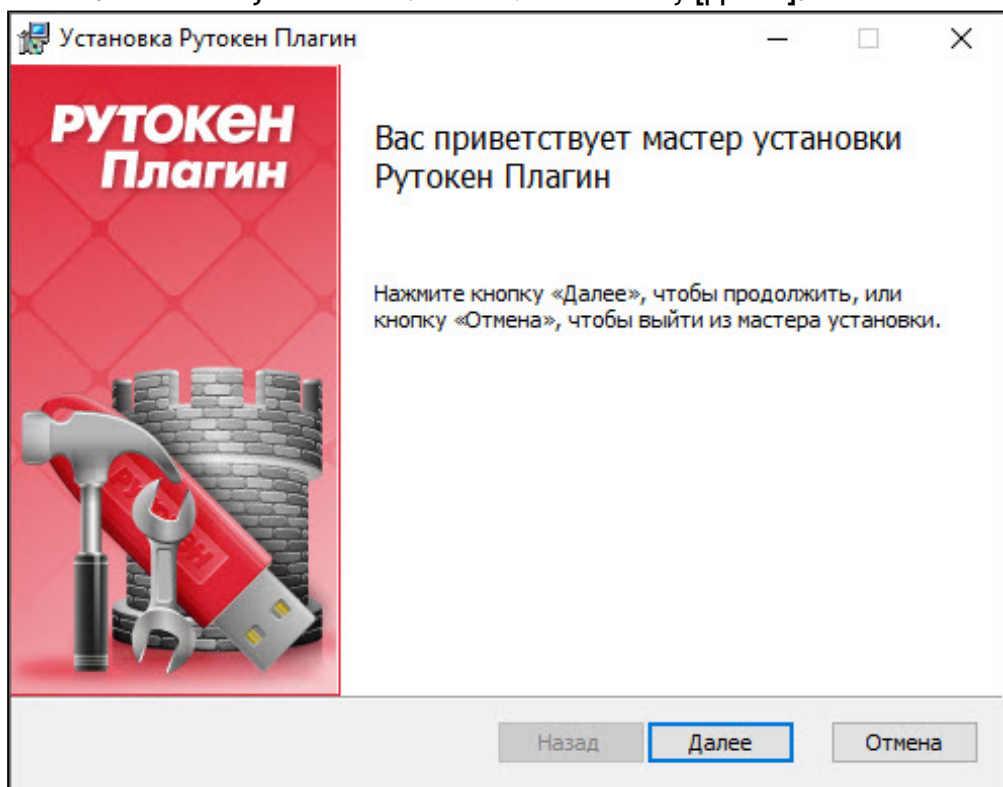 Установка Рутокен Плагин
рутокен
Плагин
Вас приветствует мастер установки
Рутокен Плагин
Нажмите кнопку «Далее», чтобы продолжить, или
кнопку «Отмена», чтобы выйти из мастера установки.
РУТОКЕН
Назад
Далее
Отмена